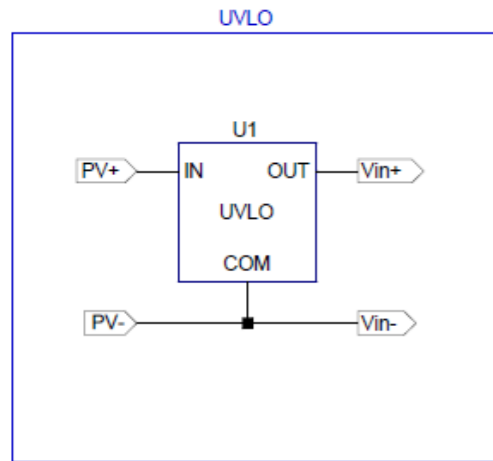 UVLO
U1
PV+
IN
OUT
Vin+
UVLO
COM
PV-
Vin-